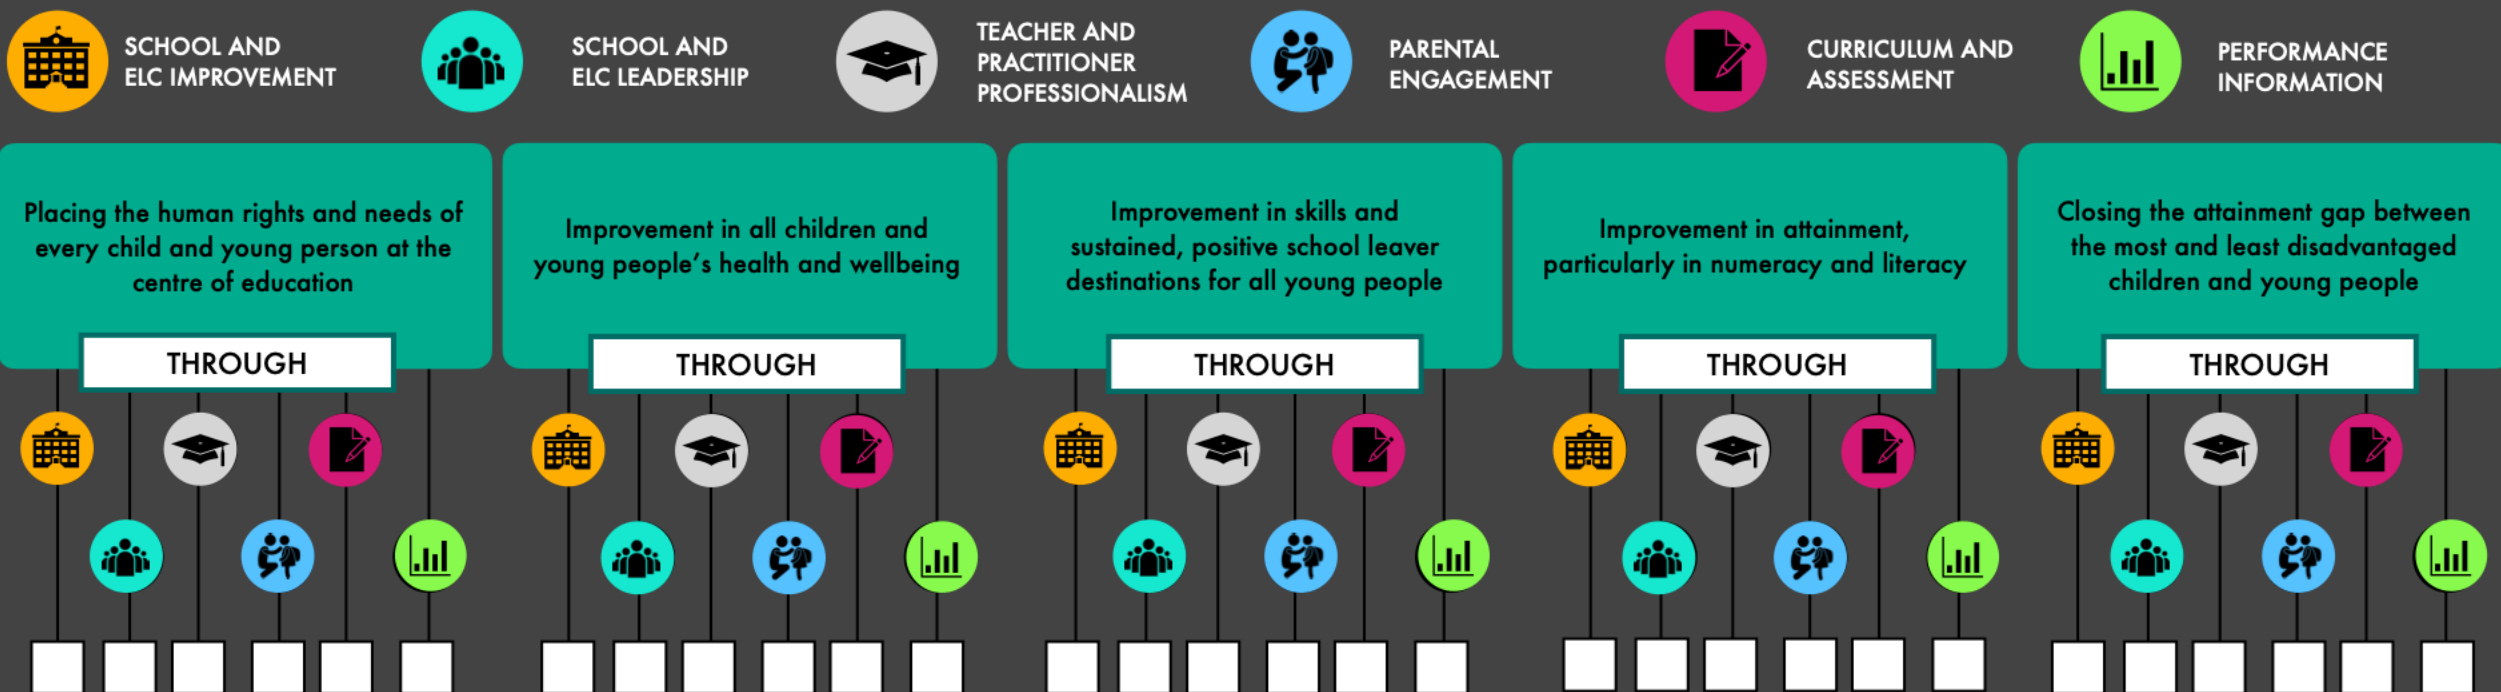 SCHOOL AND
ELC IMPROVEMENT
SCHOOL AND
ELC LEADERSHIP
TEACHER AND
PRACTITIONER
PROFESSIONALISM
PARENTAL
ENGAGEMENT
CURRICULUM AND
ASSESSMENT
PERFORMANCE
INFORMATION
Placing the human rights and needs of
every child and young person at the
centre of education
THROUGH
Improvement in all children and
young people's health and wellbeing
THROUGH
Improvement in skills and
sustained, positive school leaver
destinations for all young people
THROUGH
Improvement in attainment,
particularly in numeracy and literacy
THROUGH
Closing the attainment gap between
the most and least disadvantaged
children and young people
THROUGH